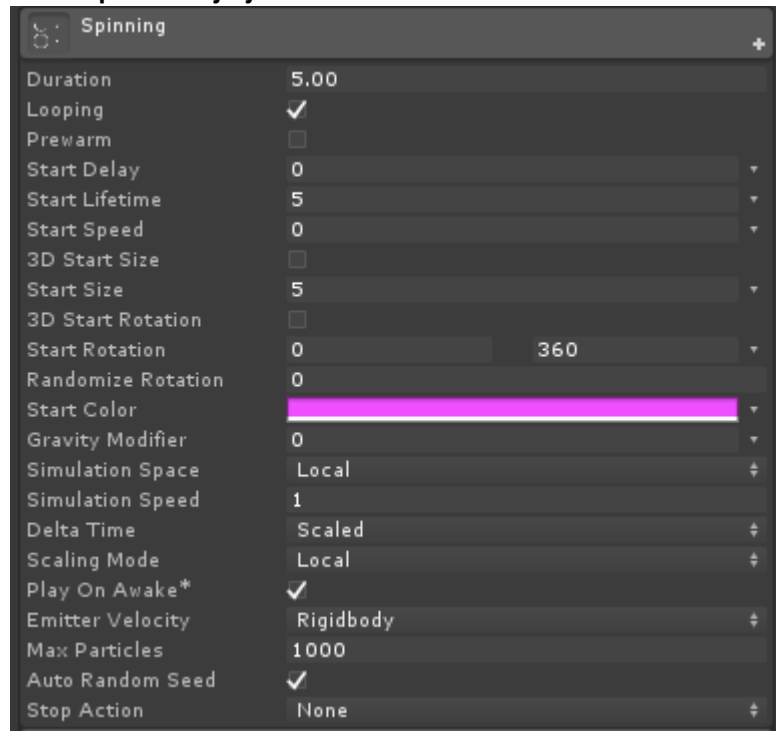 Spinning
Duration 5.00
Looping
Prewarm
Start Delay 0
Start Lifetime 5
Start Speed 0
3D Start Size
Start Size 5
3D Start Rotation
Start Rotation 0 360
Randomize Rotation 0
Start Color
Gravity Modifier 0
Simulation Space Local
Simulation Speed 1
Delta Time Scaled
Scaling Mode Local
Play On Awake*
Emitter Velocity Rigidbody
Max Particles 1000
Auto Random Seed
Stop Action None